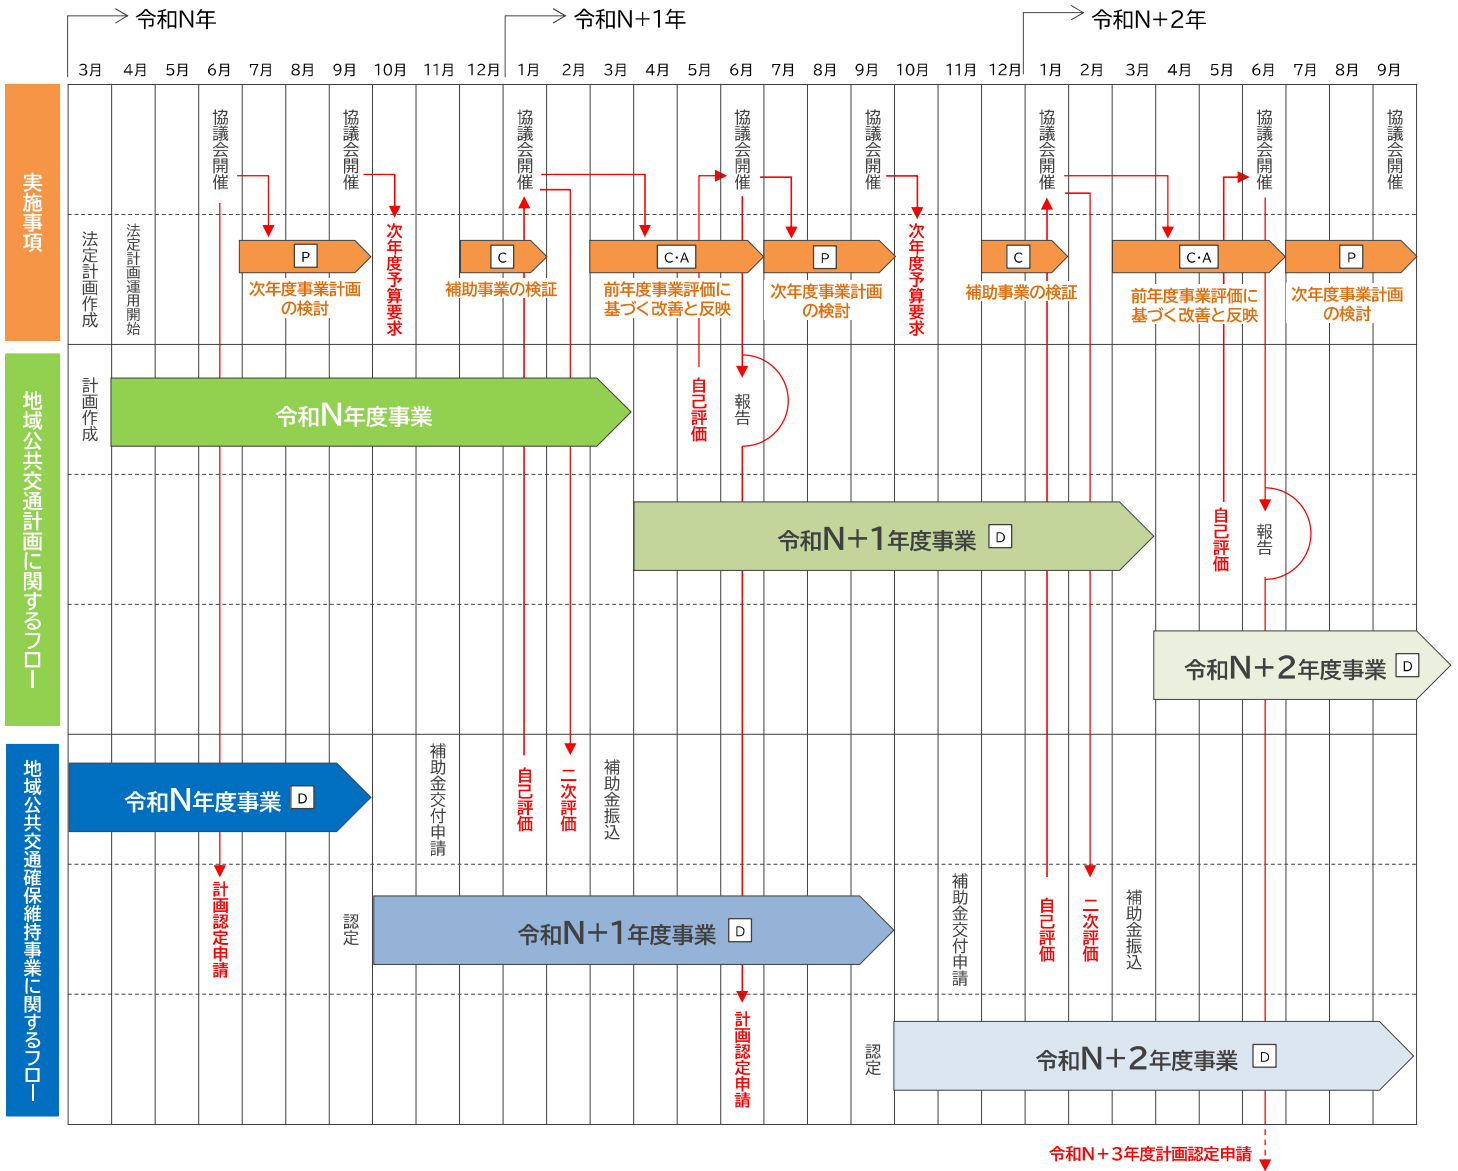 令和N年
令和N+1年
令和N+2年
3月 4月 5月 6月 7月 8月 9月 10月 11月 12月 1月 2月 3月 4月 5月 6月 7月 8月 9月 10月 11月 12月 1月 2月 3月 4月 5月 6月 7月 8月 9月
実施事項
協議会開催
協議会開催
協議会開催
協議会開催
協議会開催
協議会開催
協議会開催
協議会開催
法定計画作成
法定計画運用開始
P
次年度事業計画
の検討
次年度予算要求
C
補助事業の検証
C・A
前年度事業評価に
基づく改善と反映
P
次年度事業計画
の検討
次年度予算要求
C
補助事業の検証
C・A
前年度事業評価に
基づく改善と反映
P
次年度事業計画
の検討
地域公共交通計画に関するフロー
計画作成
令和N年度事業
自己評価
報告
令和N+1年度事業 D
自己評価
報告
令和N+2年度事業 D
地域公共交通確保維持事業に関するフロー
令和N年度事業 D
補助金交付申請
自己評価
二次評価
補助金振込
計画認定申請
認定
令和N+1年度事業 D
補助金交付申請
自己評価
二次評価
補助金振込
計画認定申請
認定
令和N+2年度事業 D
令和N+3年度計画認定申請